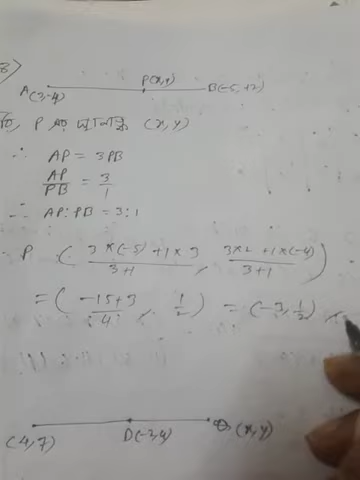 8)
A(3,-4) P(x,y) B(-5,+2)
P এর স্থানাঙ্ক (x,y)
∴ AP = 3PB
AP/PB = 3/1
∴ AP:PB = 3:1
P ( (3×(-5)+1×3)/(3+1) , (3×2+1×(-4))/(3+1) )
= ( (-15+3)/4 , 1/2 ) = (-3, 1/2)
(4,7) D(-3,4) (x,y)